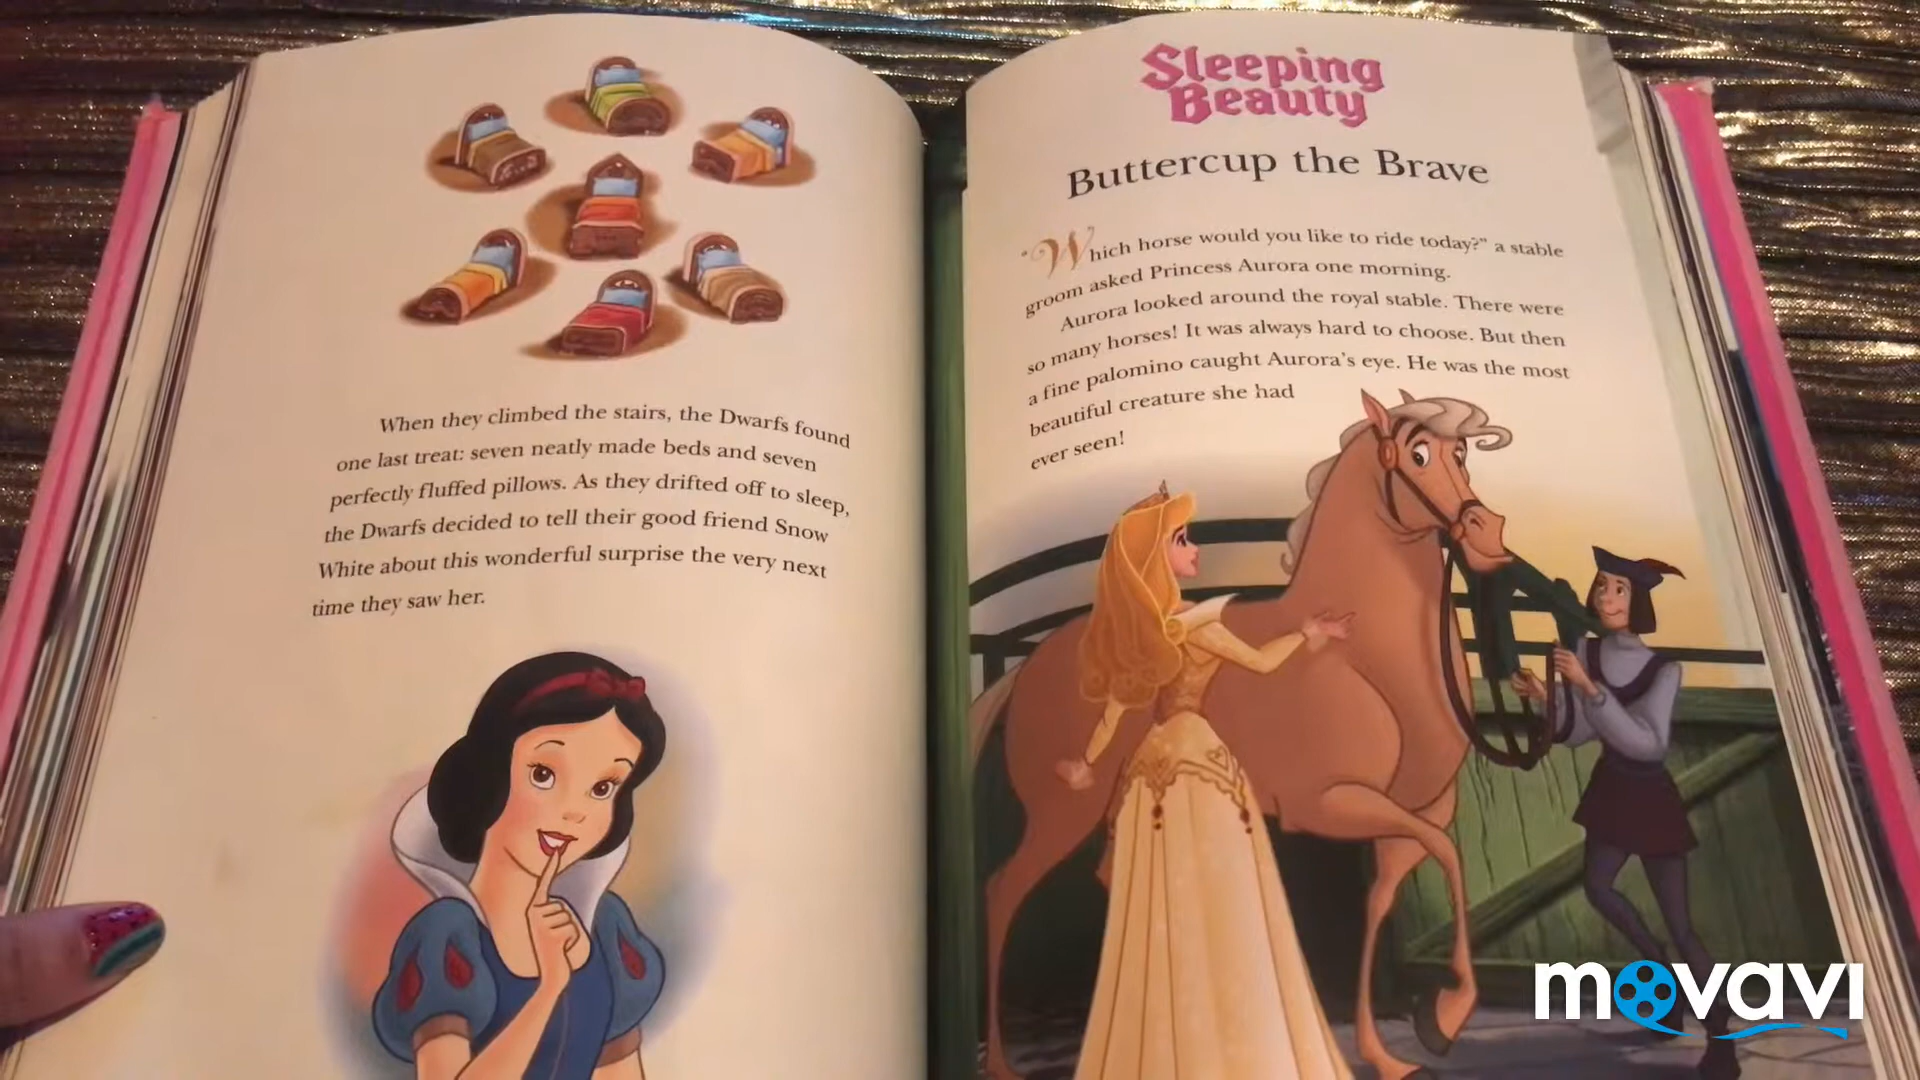 When they climbed the stairs, the Dwarfs found
one last treat: seven neatly made beds and seven
perfectly fluffed pillows. As they drifted off to sleep,
the Dwarfs decided to tell their good friend Snow
White about this wonderful surprise the very next
time they saw her.
Sleeping
Beauty
Buttercup the Brave
"Which horse would you like to ride today?" a stable
groom asked Princess Aurora one morning.
Aurora looked around the royal stable. There were
so many horses! It was always hard to choose. But then
a fine palomino caught Aurora's eye. He was the most
beautiful creature she had
ever seen!
movavi